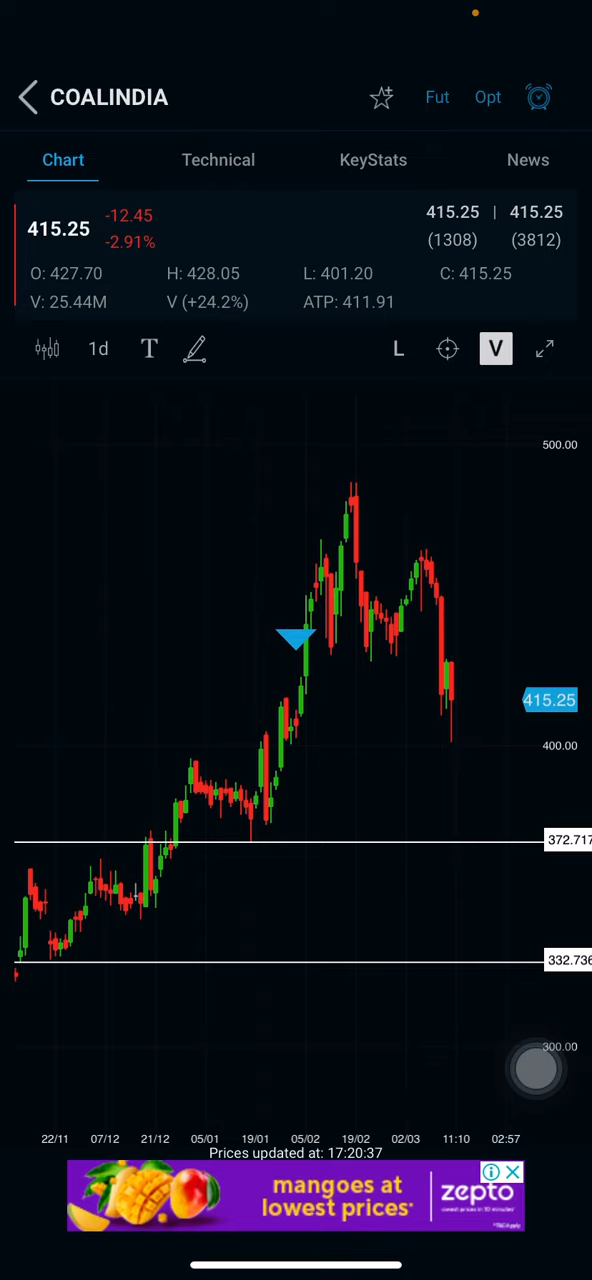 COALINDIA Fut Opt
Chart Technical KeyStats News
415.25 -12.45 415.25 | 415.25
-2.91% (1308) (3812)
O: 427.70 H: 428.05 L: 401.20 C: 415.25
V: 25.44M V (+24.2%) ATP: 411.91
1d T L V
500.00
415.25
400.00
372.717
332.736
300.00
22/11 07/12 21/12 05/01 19/01 05/02 19/02 02/03 11:10 02:57
Prices updated at: 17:20:37
mangoes at
lowest prices*
zepto